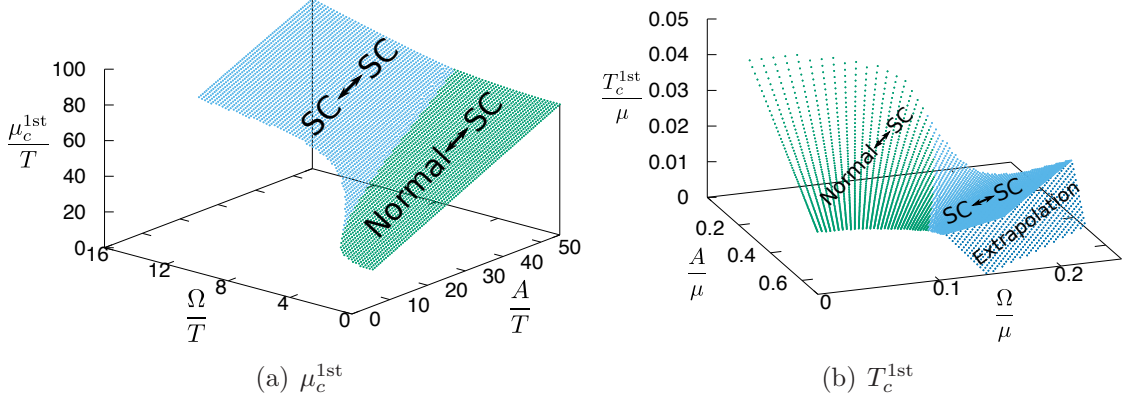 100
80
60
40
20
0
μ_c^{1st}
T
16
12
8
4
0
Ω
T
0
10
20
30
40
50
A
T
SC↔SC
Normal↔SC
(a) μ_c^{1st}
0.05
0.04
0.03
0.02
0.01
0
T_c^{1st}
μ
0.2
0.4
0.6
A
μ
0
0.1
0.2
Ω
μ
Normal↔SC
SC↔SC
Extrapolation
(b) T_c^{1st}